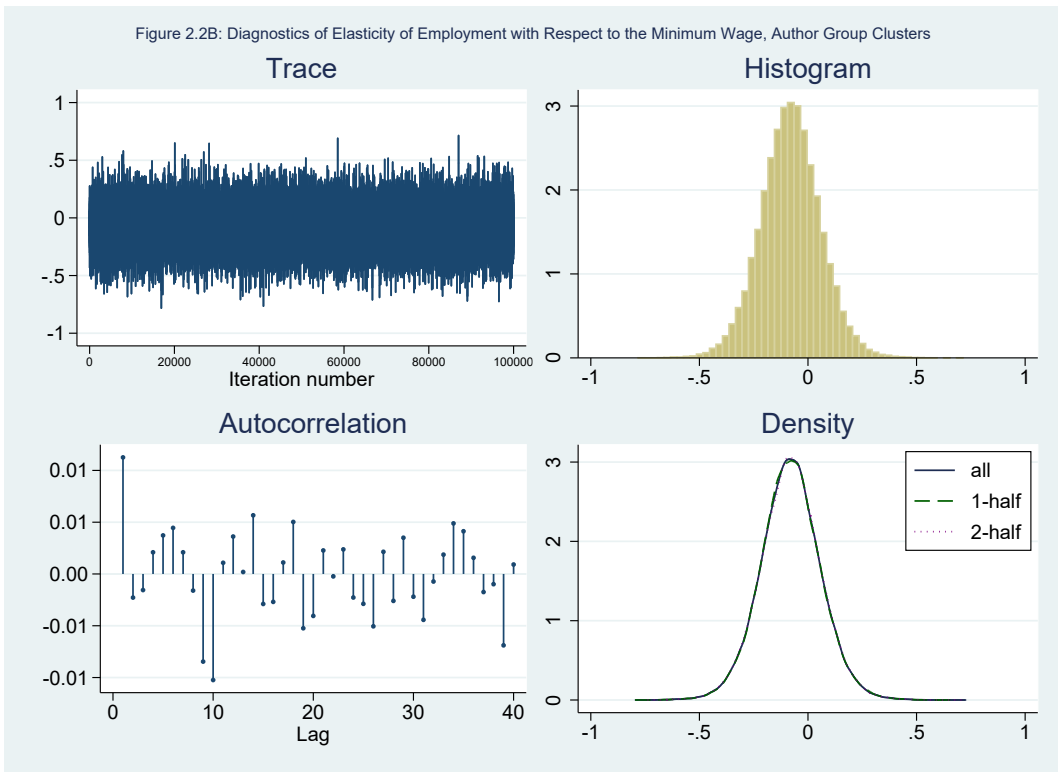 Figure 2.2B: Diagnostics of Elasticity of Employment with Respect to the Minimum Wage, Author Group Clusters
Trace
1
.5
0
-.5
-1
0 20000 40000 60000 80000 100000
Iteration number
Histogram
3
2
1
0
-1 -.5 0 .5 1
Autocorrelation
0.01
0.01
0.00
-0.01
-0.01
0 10 20 30 40
Lag
Density
3
2
1
0
-1 -.5 0 .5 1
all
1-half
2-half